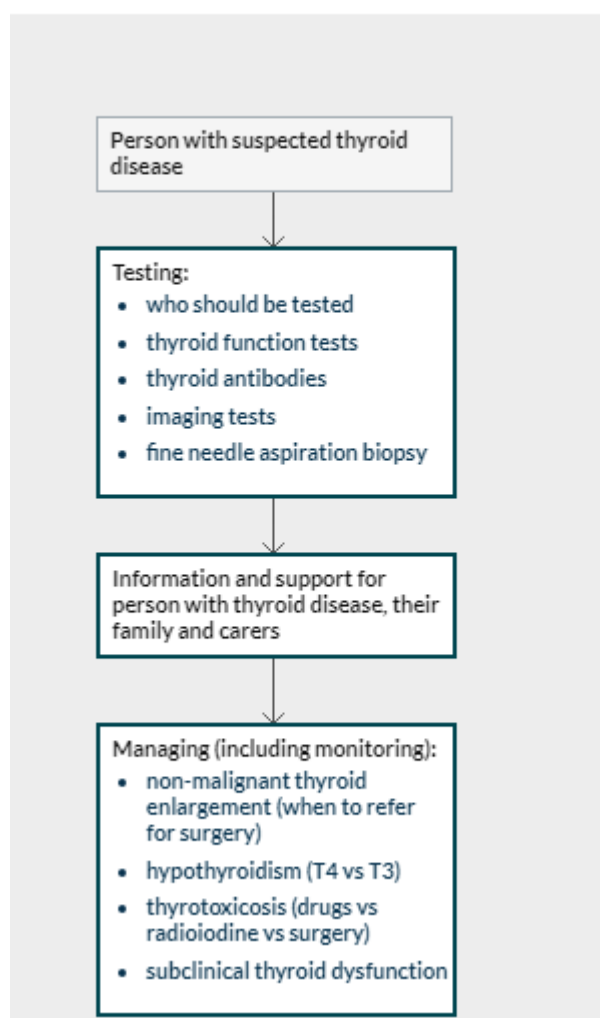 Person with suspected thyroid
disease
Testing:
• who should be tested
• thyroid function tests
• thyroid antibodies
• imaging tests
• fine needle aspiration biopsy
Information and support for
person with thyroid disease, their
family and carers
Managing (including monitoring):
• non-malignant thyroid
enlargement (when to refer
for surgery)
• hypothyroidism (T4 vs T3)
• thyrotoxicosis (drugs vs
radioiodine vs surgery)
• subclinical thyroid dysfunction